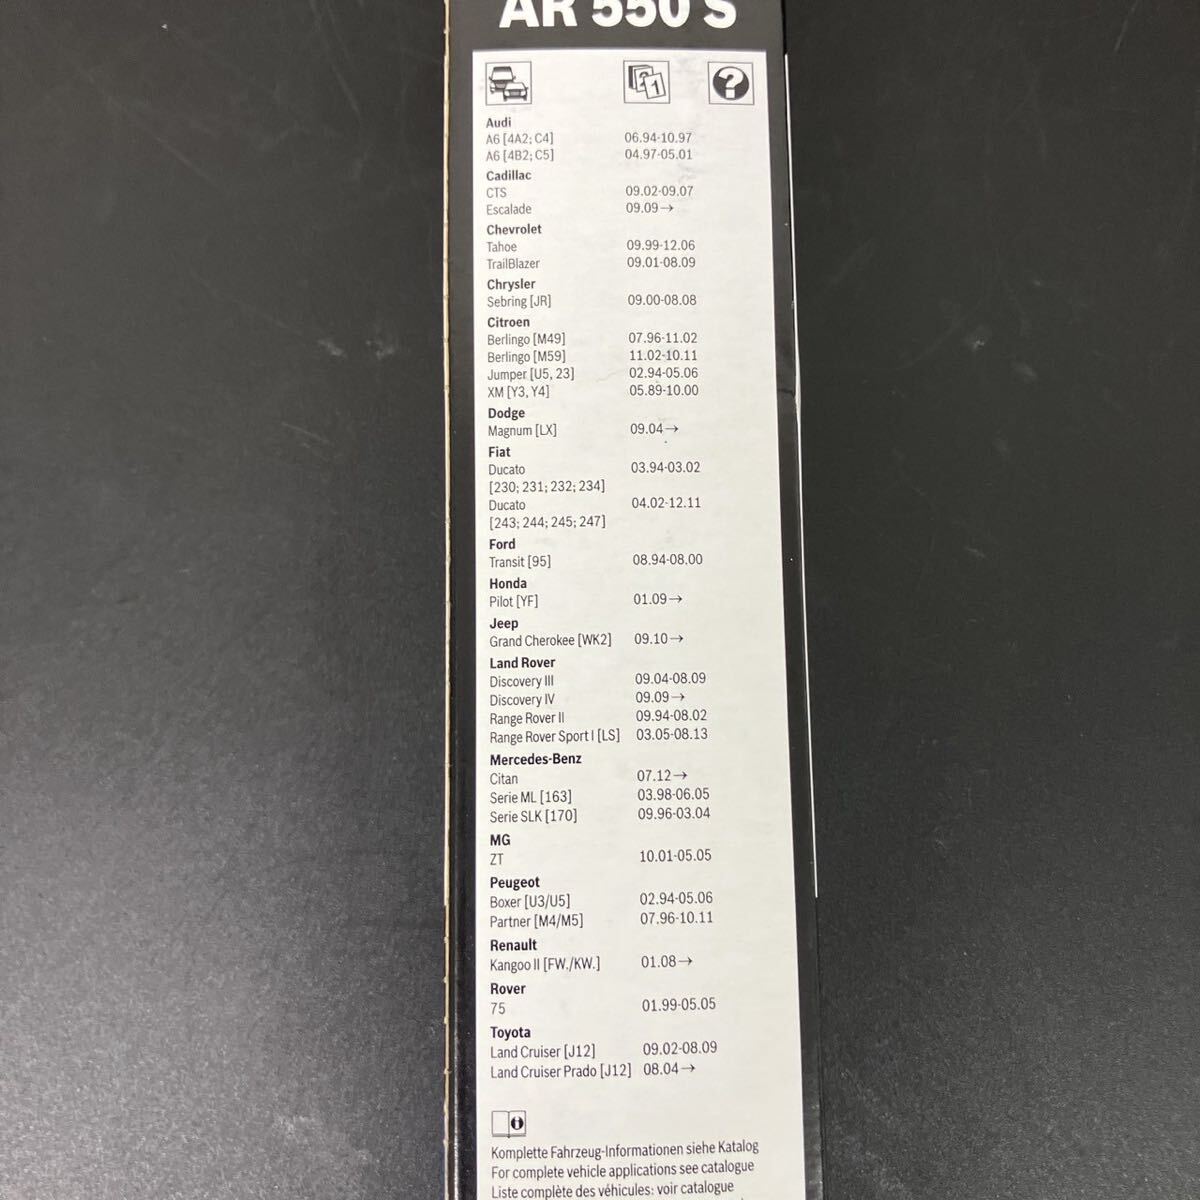 AR 550 S
Audi
A6 [4A2; C4] 06.94-10.97
A6 [4B2; C5] 04.97-05.01
Cadillac
CTS 09.02-09.07
Escalade 09.09→
Chevrolet
Tahoe 09.99-12.06
TrailBlazer 09.01-08.09
Chrysler
Sebring [JR] 09.00-08.08
Citroen
Berlingo [M49] 07.96-11.02
Berlingo [M59] 11.02-10.11
Jumper [U5, 23] 02.94-05.06
XM [Y3, Y4] 05.89-10.00
Dodge
Magnum [LX] 09.04→
Fiat
Ducato 03.94-03.02
[230; 231; 232; 234]
Ducato 04.02-12.11
[243; 244; 245; 247]
Ford
Transit [95] 08.94-08.00
Honda
Pilot [YF] 01.09→
Jeep
Grand Cherokee [WK2] 09.10→
Land Rover
Discovery III 09.04-08.09
Discovery IV 09.09→
Range Rover II 09.94-08.02
Range Rover Sport I [LS] 03.05-08.13
Mercedes-Benz
Citan 07.12→
Serie ML [163] 03.98-06.05
Serie SLK [170] 09.96-03.04
MG
ZT 10.01-05.05
Peugeot
Boxer [U3/U5] 02.94-05.06
Partner [M4/M5] 07.96-10.11
Renault
Kangoo II [FW./KW.] 01.08→
Rover
75 01.99-05.05
Toyota
Land Cruiser [J12] 09.02-08.09
Land Cruiser Prado [J12] 08.04→
Komplette Fahrzeug-Informationen siehe Katalog
For complete vehicle applications see catalogue
Liste complète des véhicules: voir catalogue